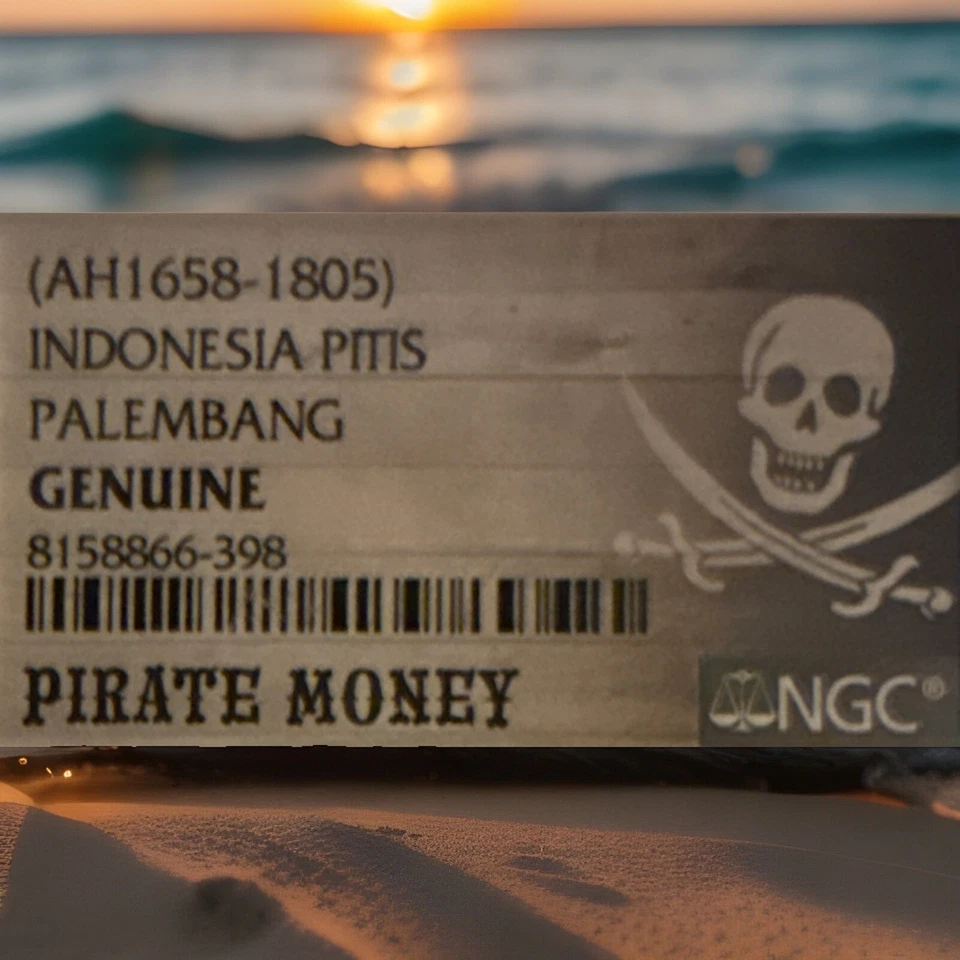 (AH1658-1805)
INDONESIA PITIS
PALEMBANG
GENUINE
8158866-398
PIRATE MONEY
NGC®